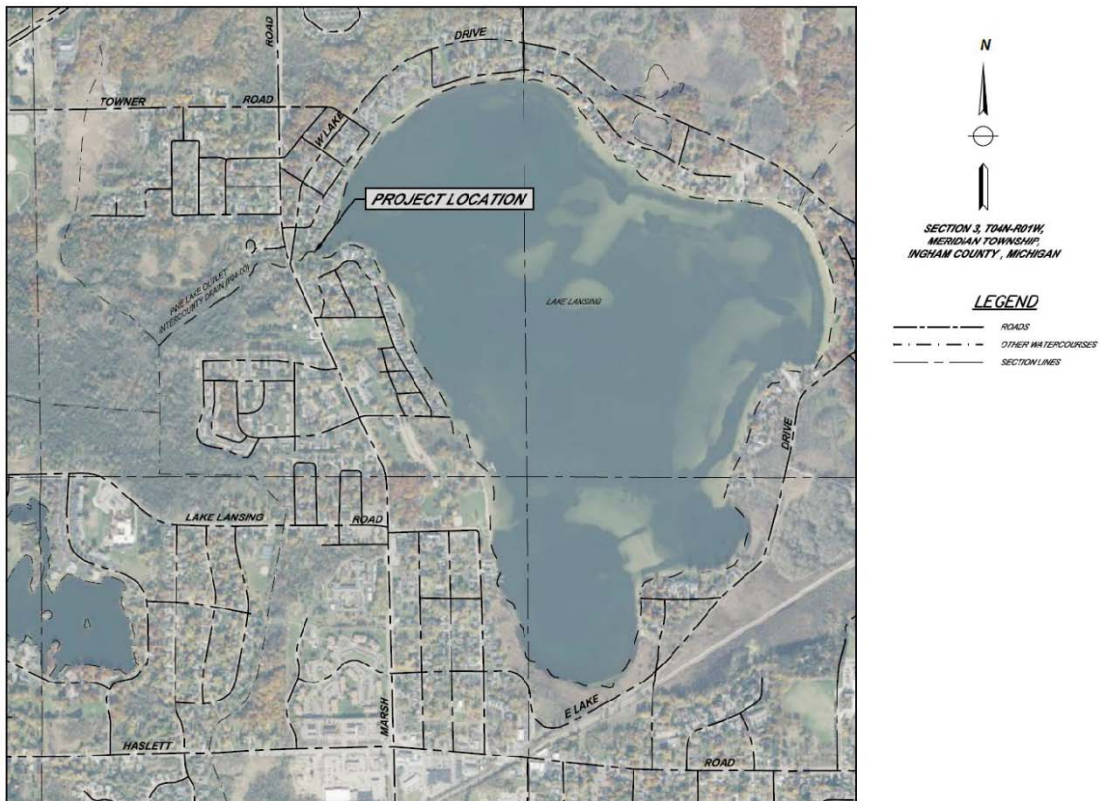 ROAD
DRIVE
TOWNER ROAD
W LAKE
PROJECT LOCATION
PINE LAKE OUTLET
INTERCOUNTY DRAIN
LAKE LANSING
DRIVE
LAKE LANSING ROAD
MARSH
E LAKE
HASLETT ROAD
N
SECTION 3, T04N-R01W,
MERIDIAN TOWNSHIP,
INGHAM COUNTY , MICHIGAN
LEGEND
ROADS
OTHER WATERCOURSES
SECTION LINES